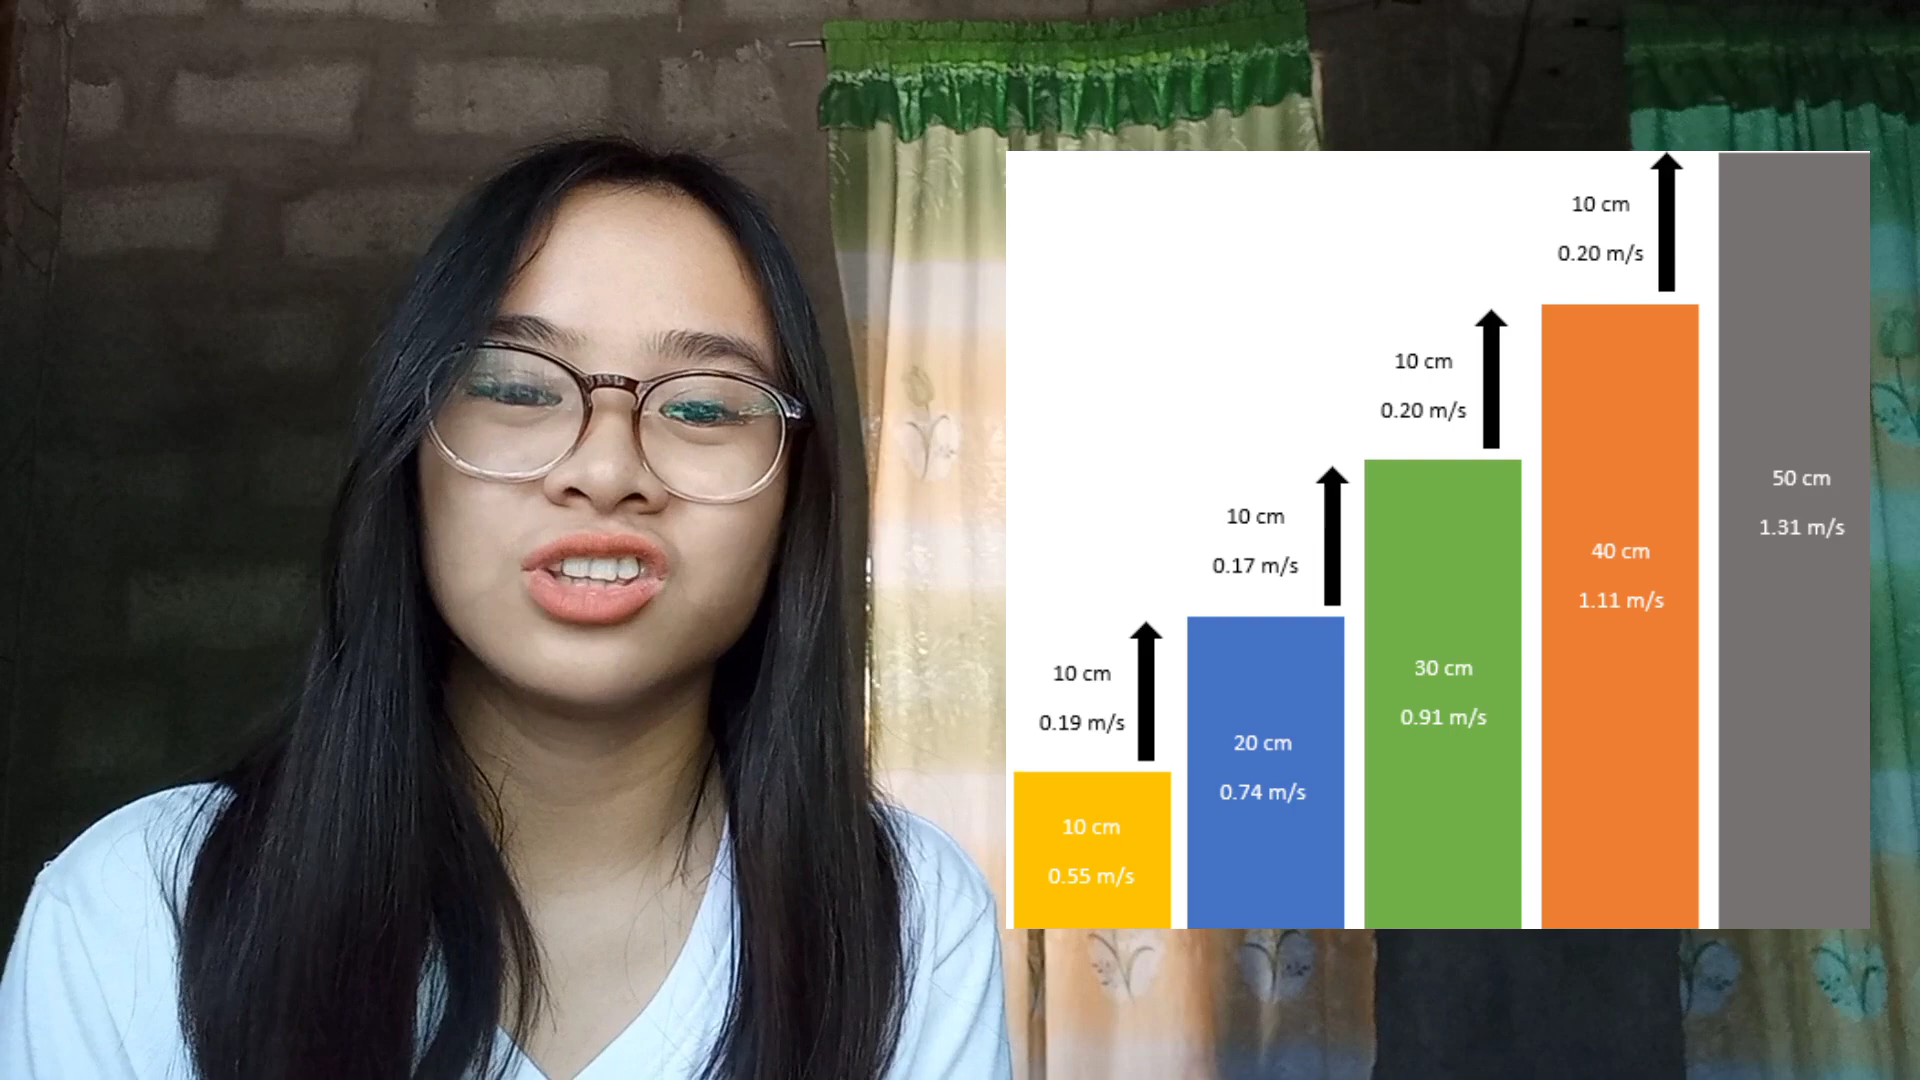 10 cm
0.55 m/s
10 cm
0.19 m/s
20 cm
0.74 m/s
10 cm
0.17 m/s
30 cm
0.91 m/s
10 cm
0.20 m/s
40 cm
1.11 m/s
10 cm
0.20 m/s
50 cm
1.31 m/s